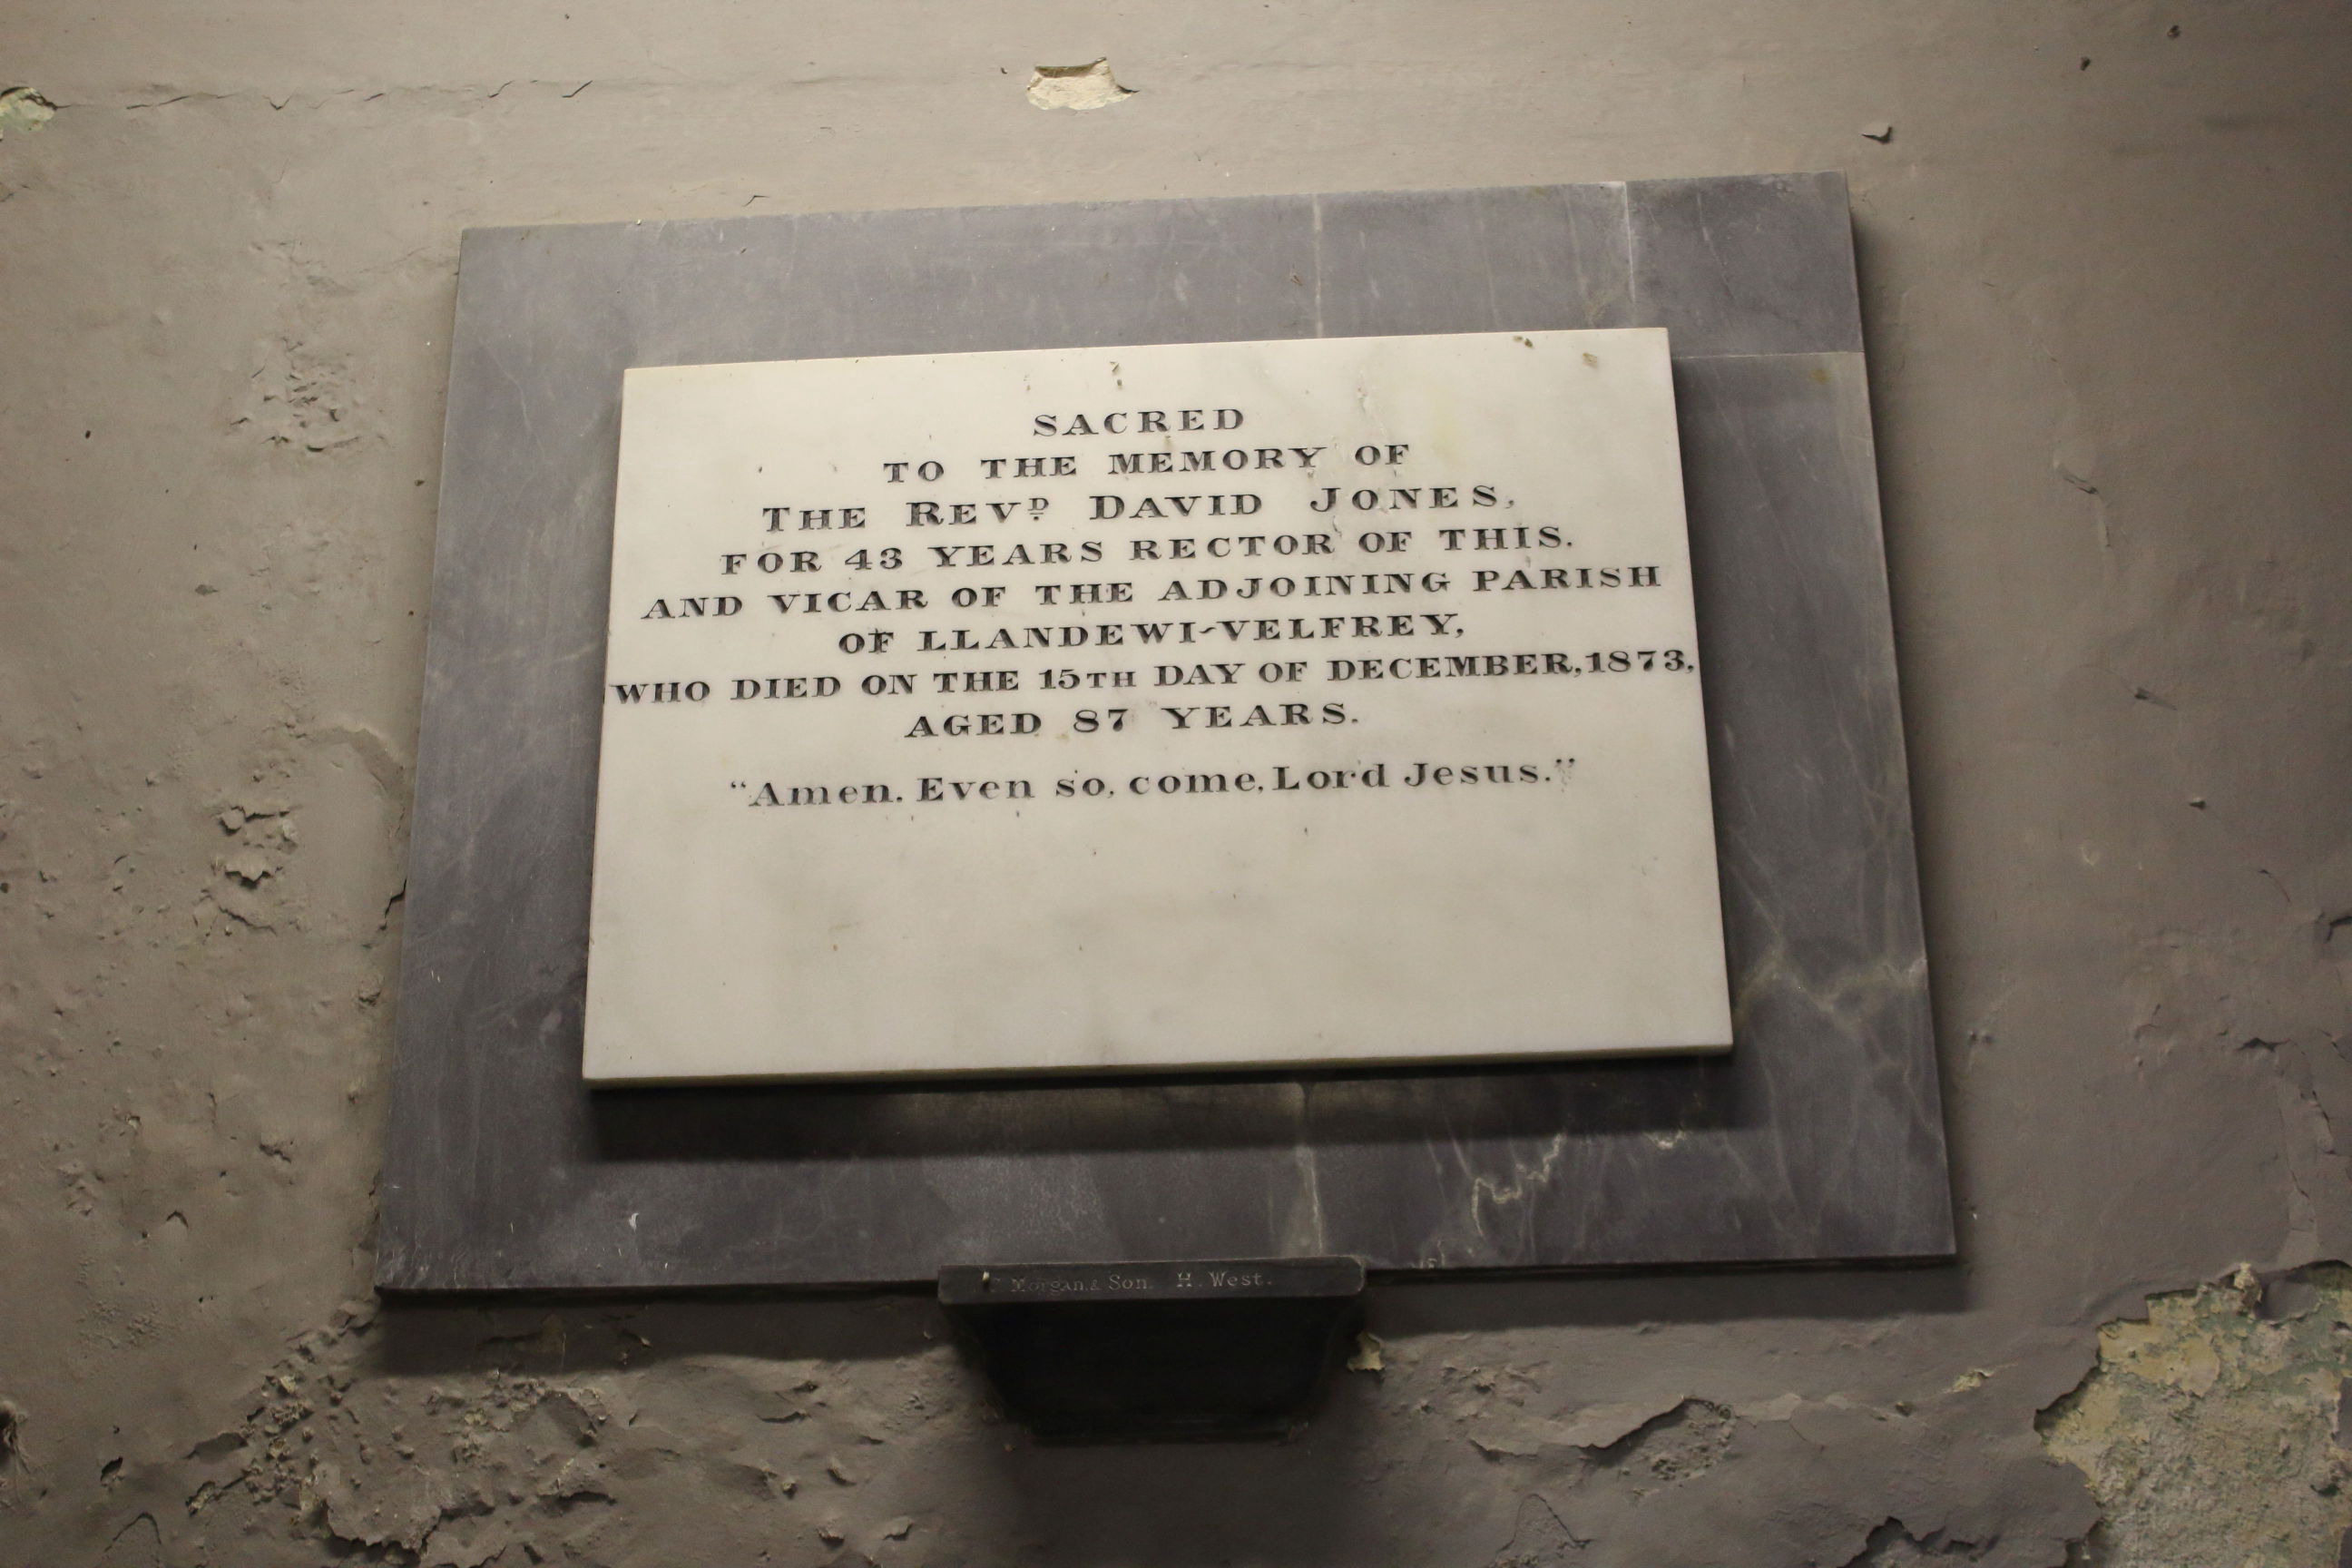 SACRED
TO THE MEMORY OF
THE REVD DAVID JONES,
FOR 43 YEARS RECTOR OF THIS.
AND VICAR OF THE ADJOINING PARISH
OF LLANDEWI-VELFREY,
WHO DIED ON THE 15TH DAY OF DECEMBER, 1873,
AGED 87 YEARS.
"Amen. Even so, come, Lord Jesus."
Morgan & Son. H. West.